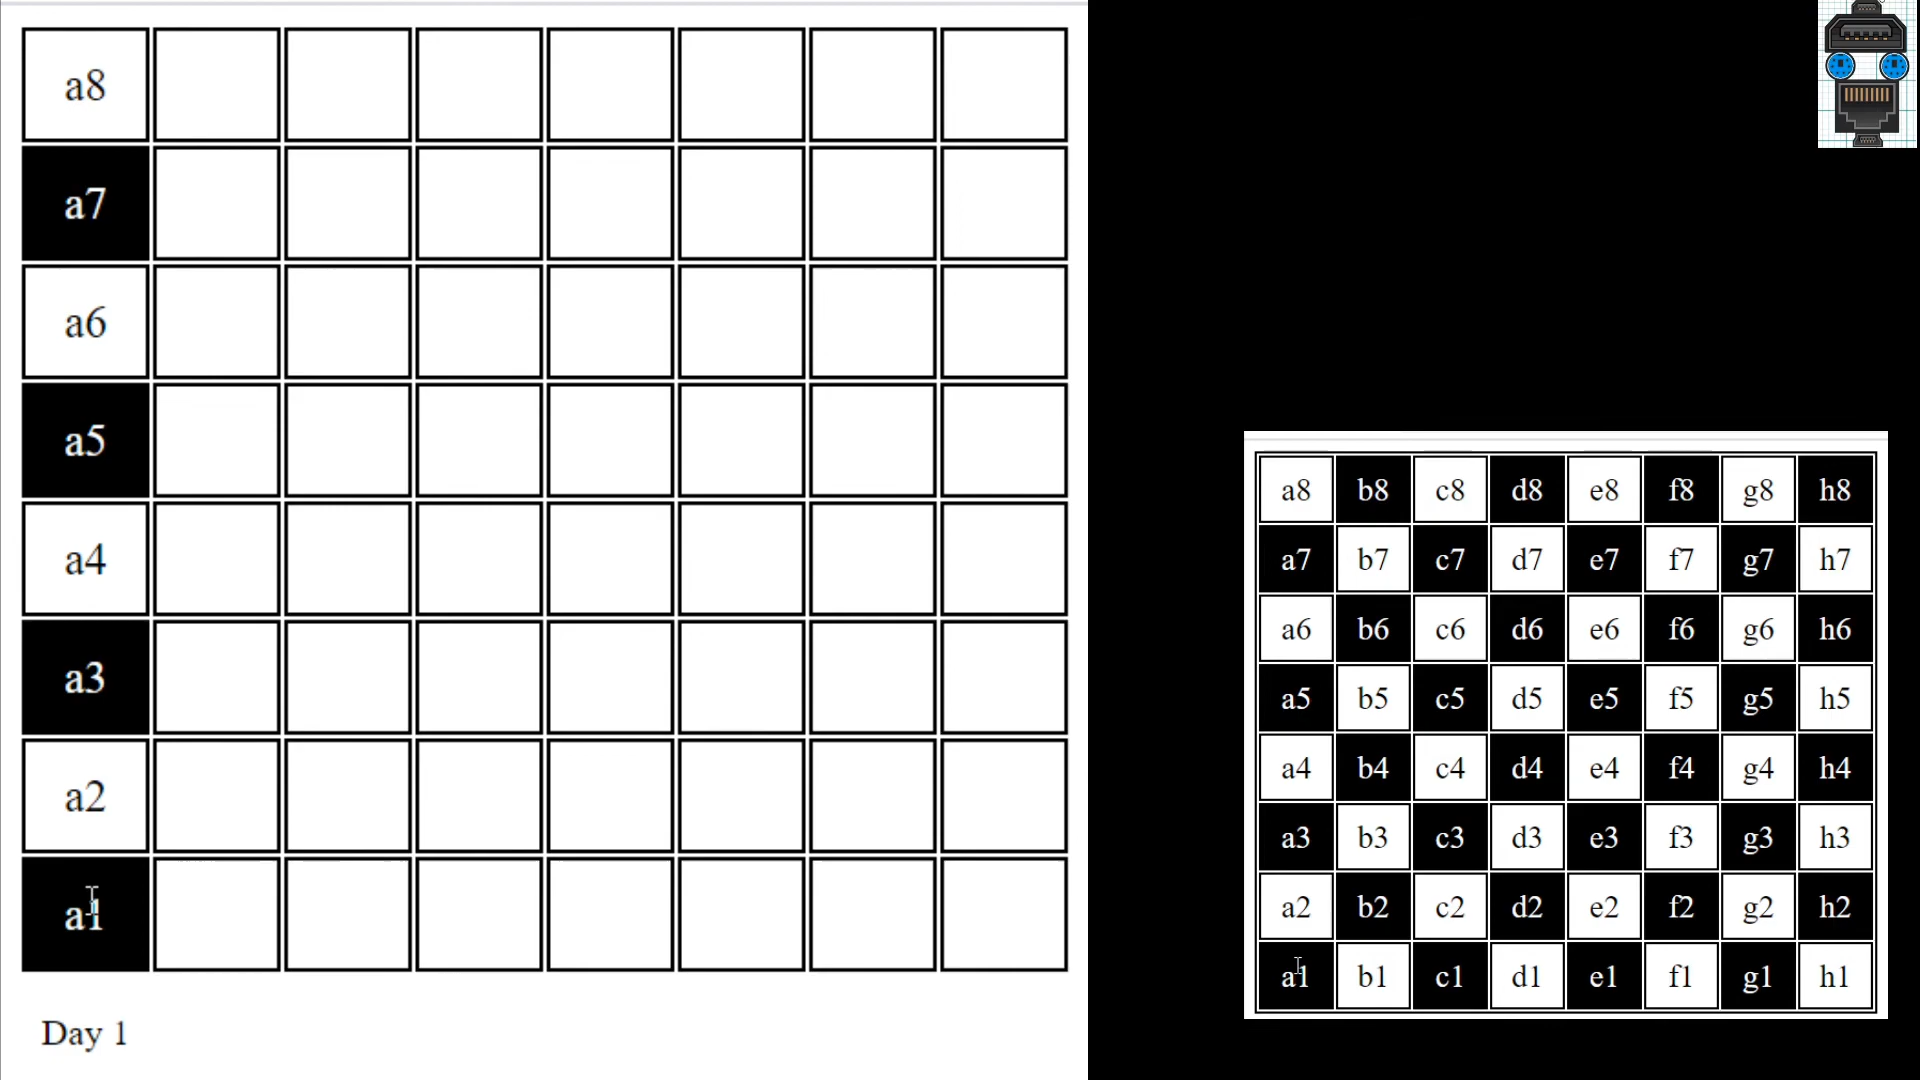 a8
a7
a6
a5
a4
a3
a2
a1
Day 1
a8 b8 c8 d8 e8 f8 g8 h8
a7 b7 c7 d7 e7 f7 g7 h7
a6 b6 c6 d6 e6 f6 g6 h6
a5 b5 c5 d5 e5 f5 g5 h5
a4 b4 c4 d4 e4 f4 g4 h4
a3 b3 c3 d3 e3 f3 g3 h3
a2 b2 c2 d2 e2 f2 g2 h2
a1 b1 c1 d1 e1 f1 g1 h1